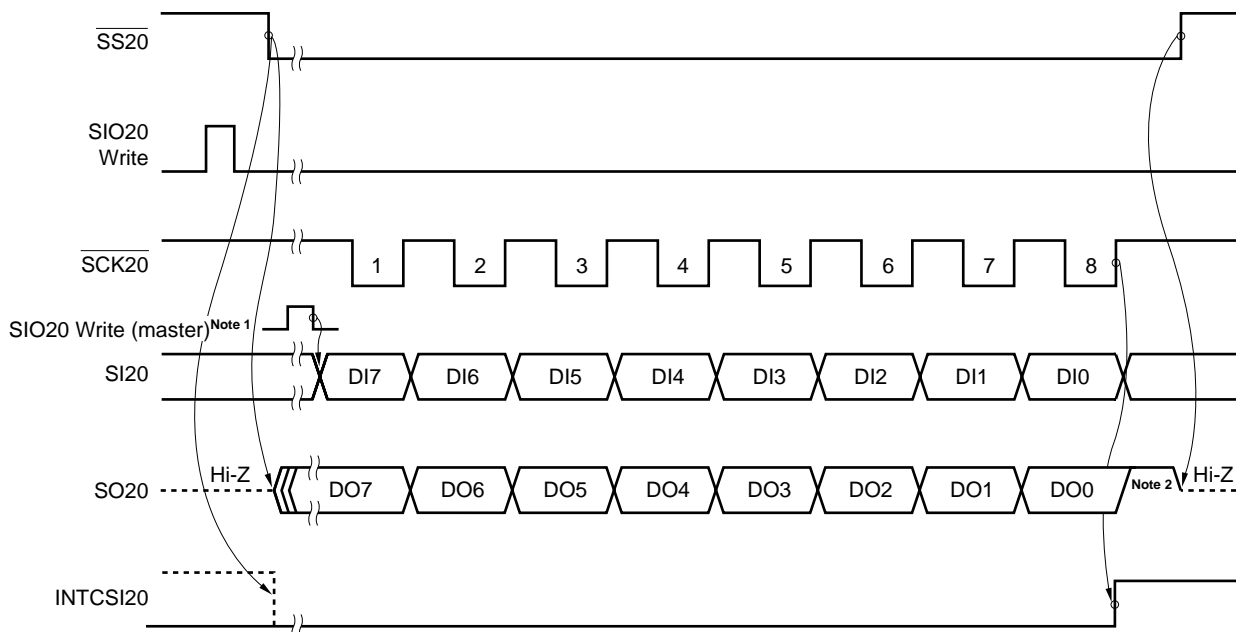 SS20
SIO20
Write
SCK20
1 2 3 4 5 6 7 8
SIO20 Write (master)Note 1
SI20 DI7 DI6 DI5 DI4 DI3 DI2 DI1 DI0
Hi-Z Hi-Z
SO20 DO7 DO6 DO5 DO4 DO3 DO2 DO1 DO0 Note 2
INTCSI20